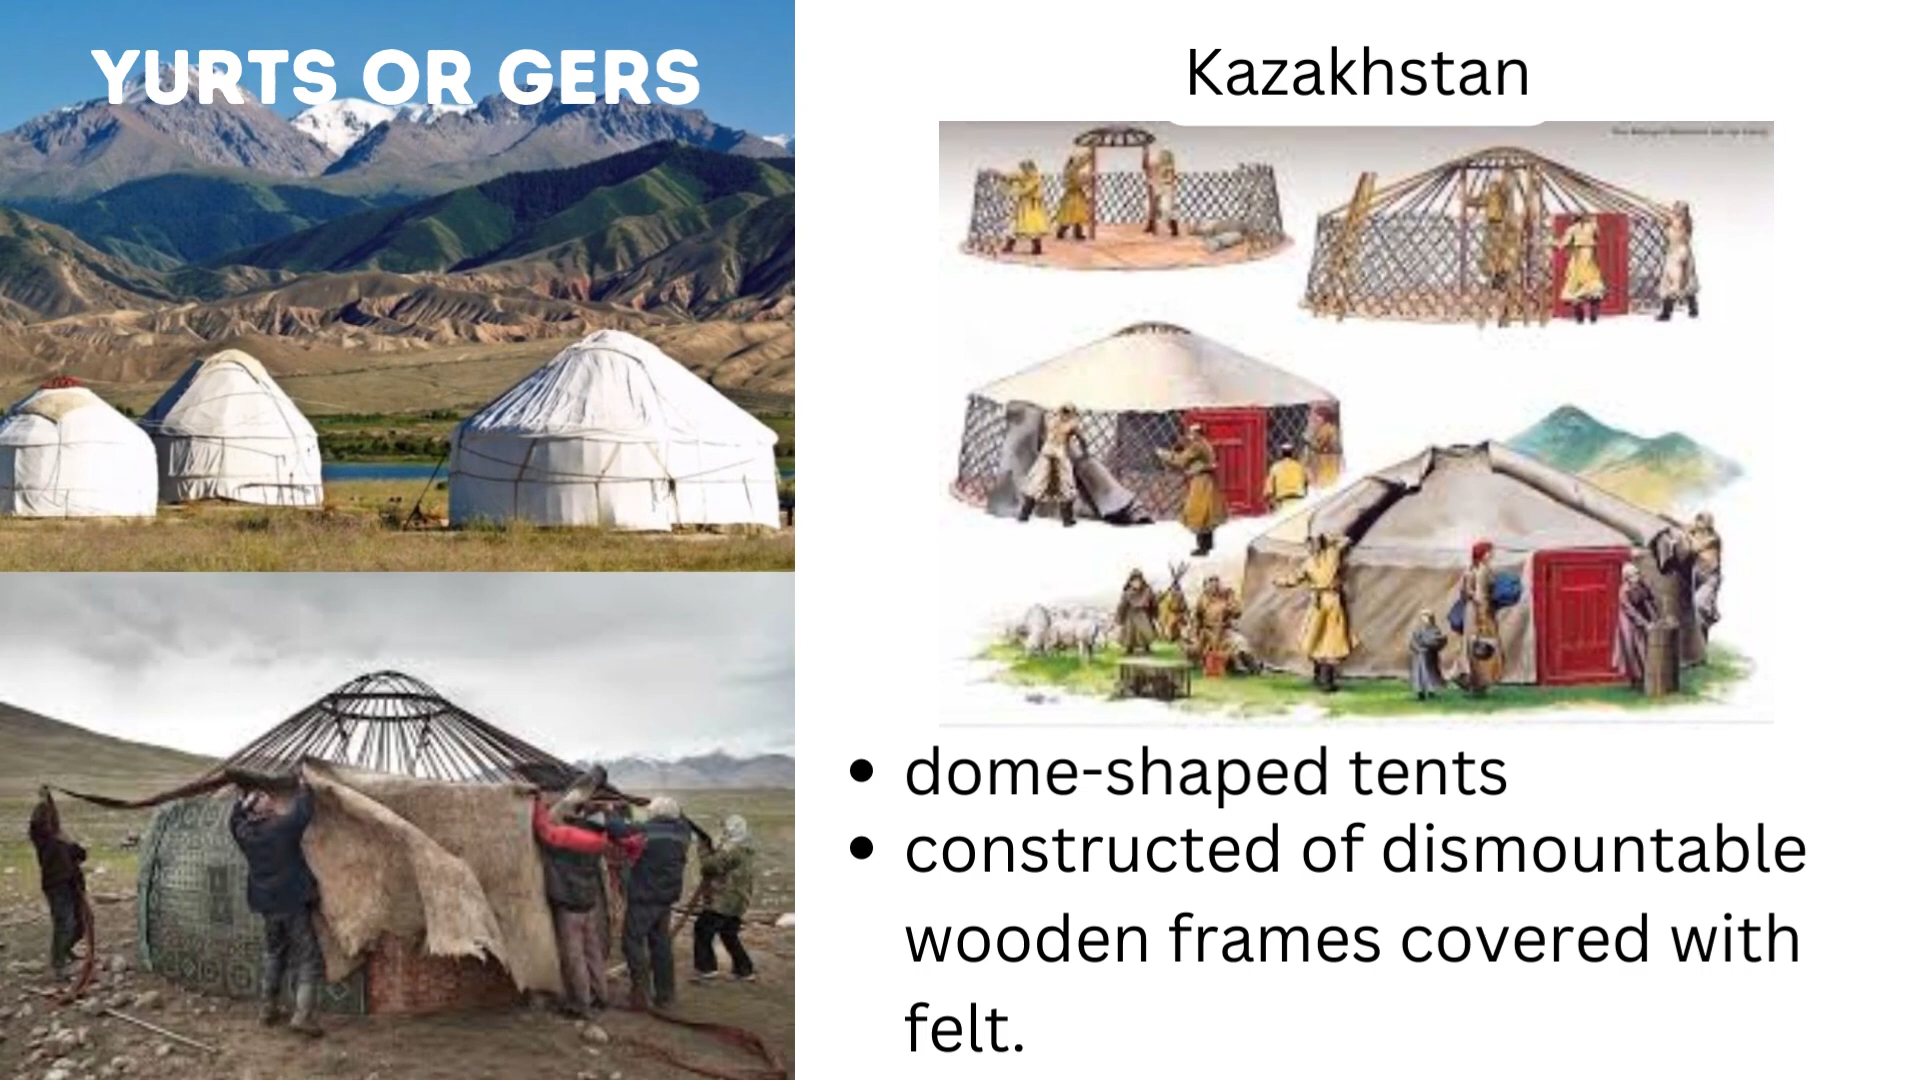 YURTS OR GERS
Kazakhstan
• dome-shaped tents
• constructed of dismountable
wooden frames covered with
felt.